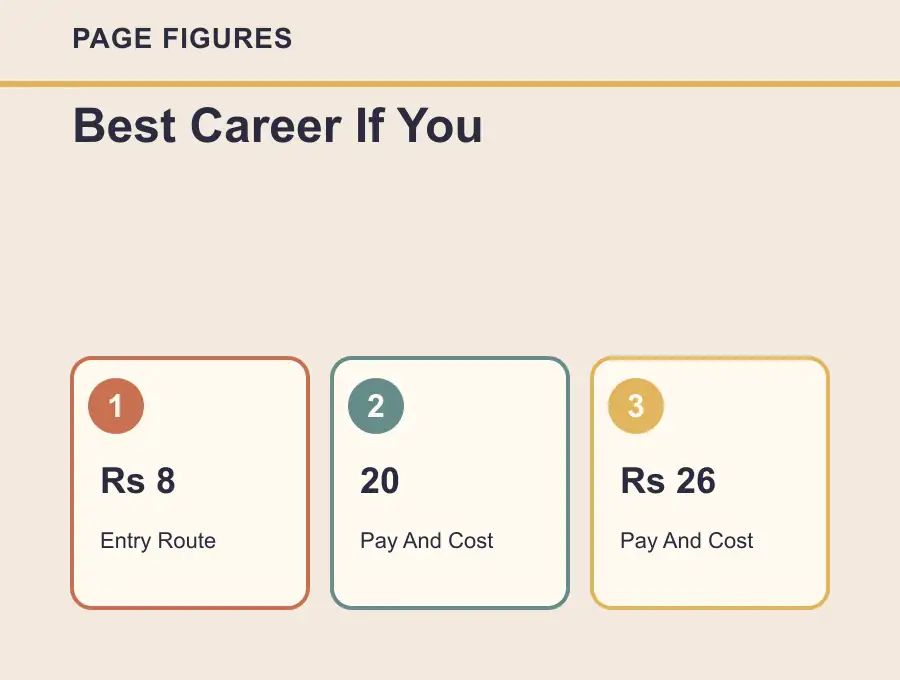 PAGE FIGURES
Best Career If You
1
Rs 8
Entry Route
2
20
Pay And Cost
3
Rs 26
Pay And Cost